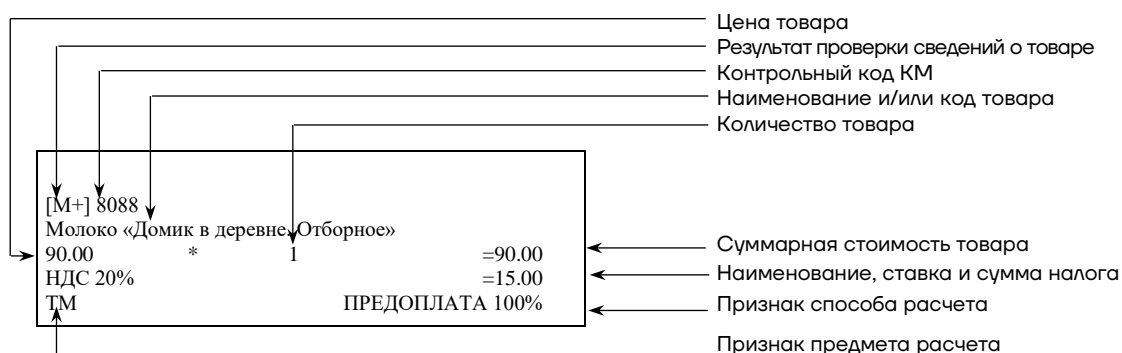 Цена товара
Результат проверки сведений о товаре
Контрольный код КМ
Наименование и/или код товара
Количество товара
[М+] 8088
Молоко «Домик в деревне. Отборное»
90.00 * 1 =90.00
Суммарная стоимость товара
НДС 20% =15.00
Наименование, ставка и сумма налога
ТМ ПРЕДОПЛАТА 100%
Признак способа расчета
Признак предмета расчета